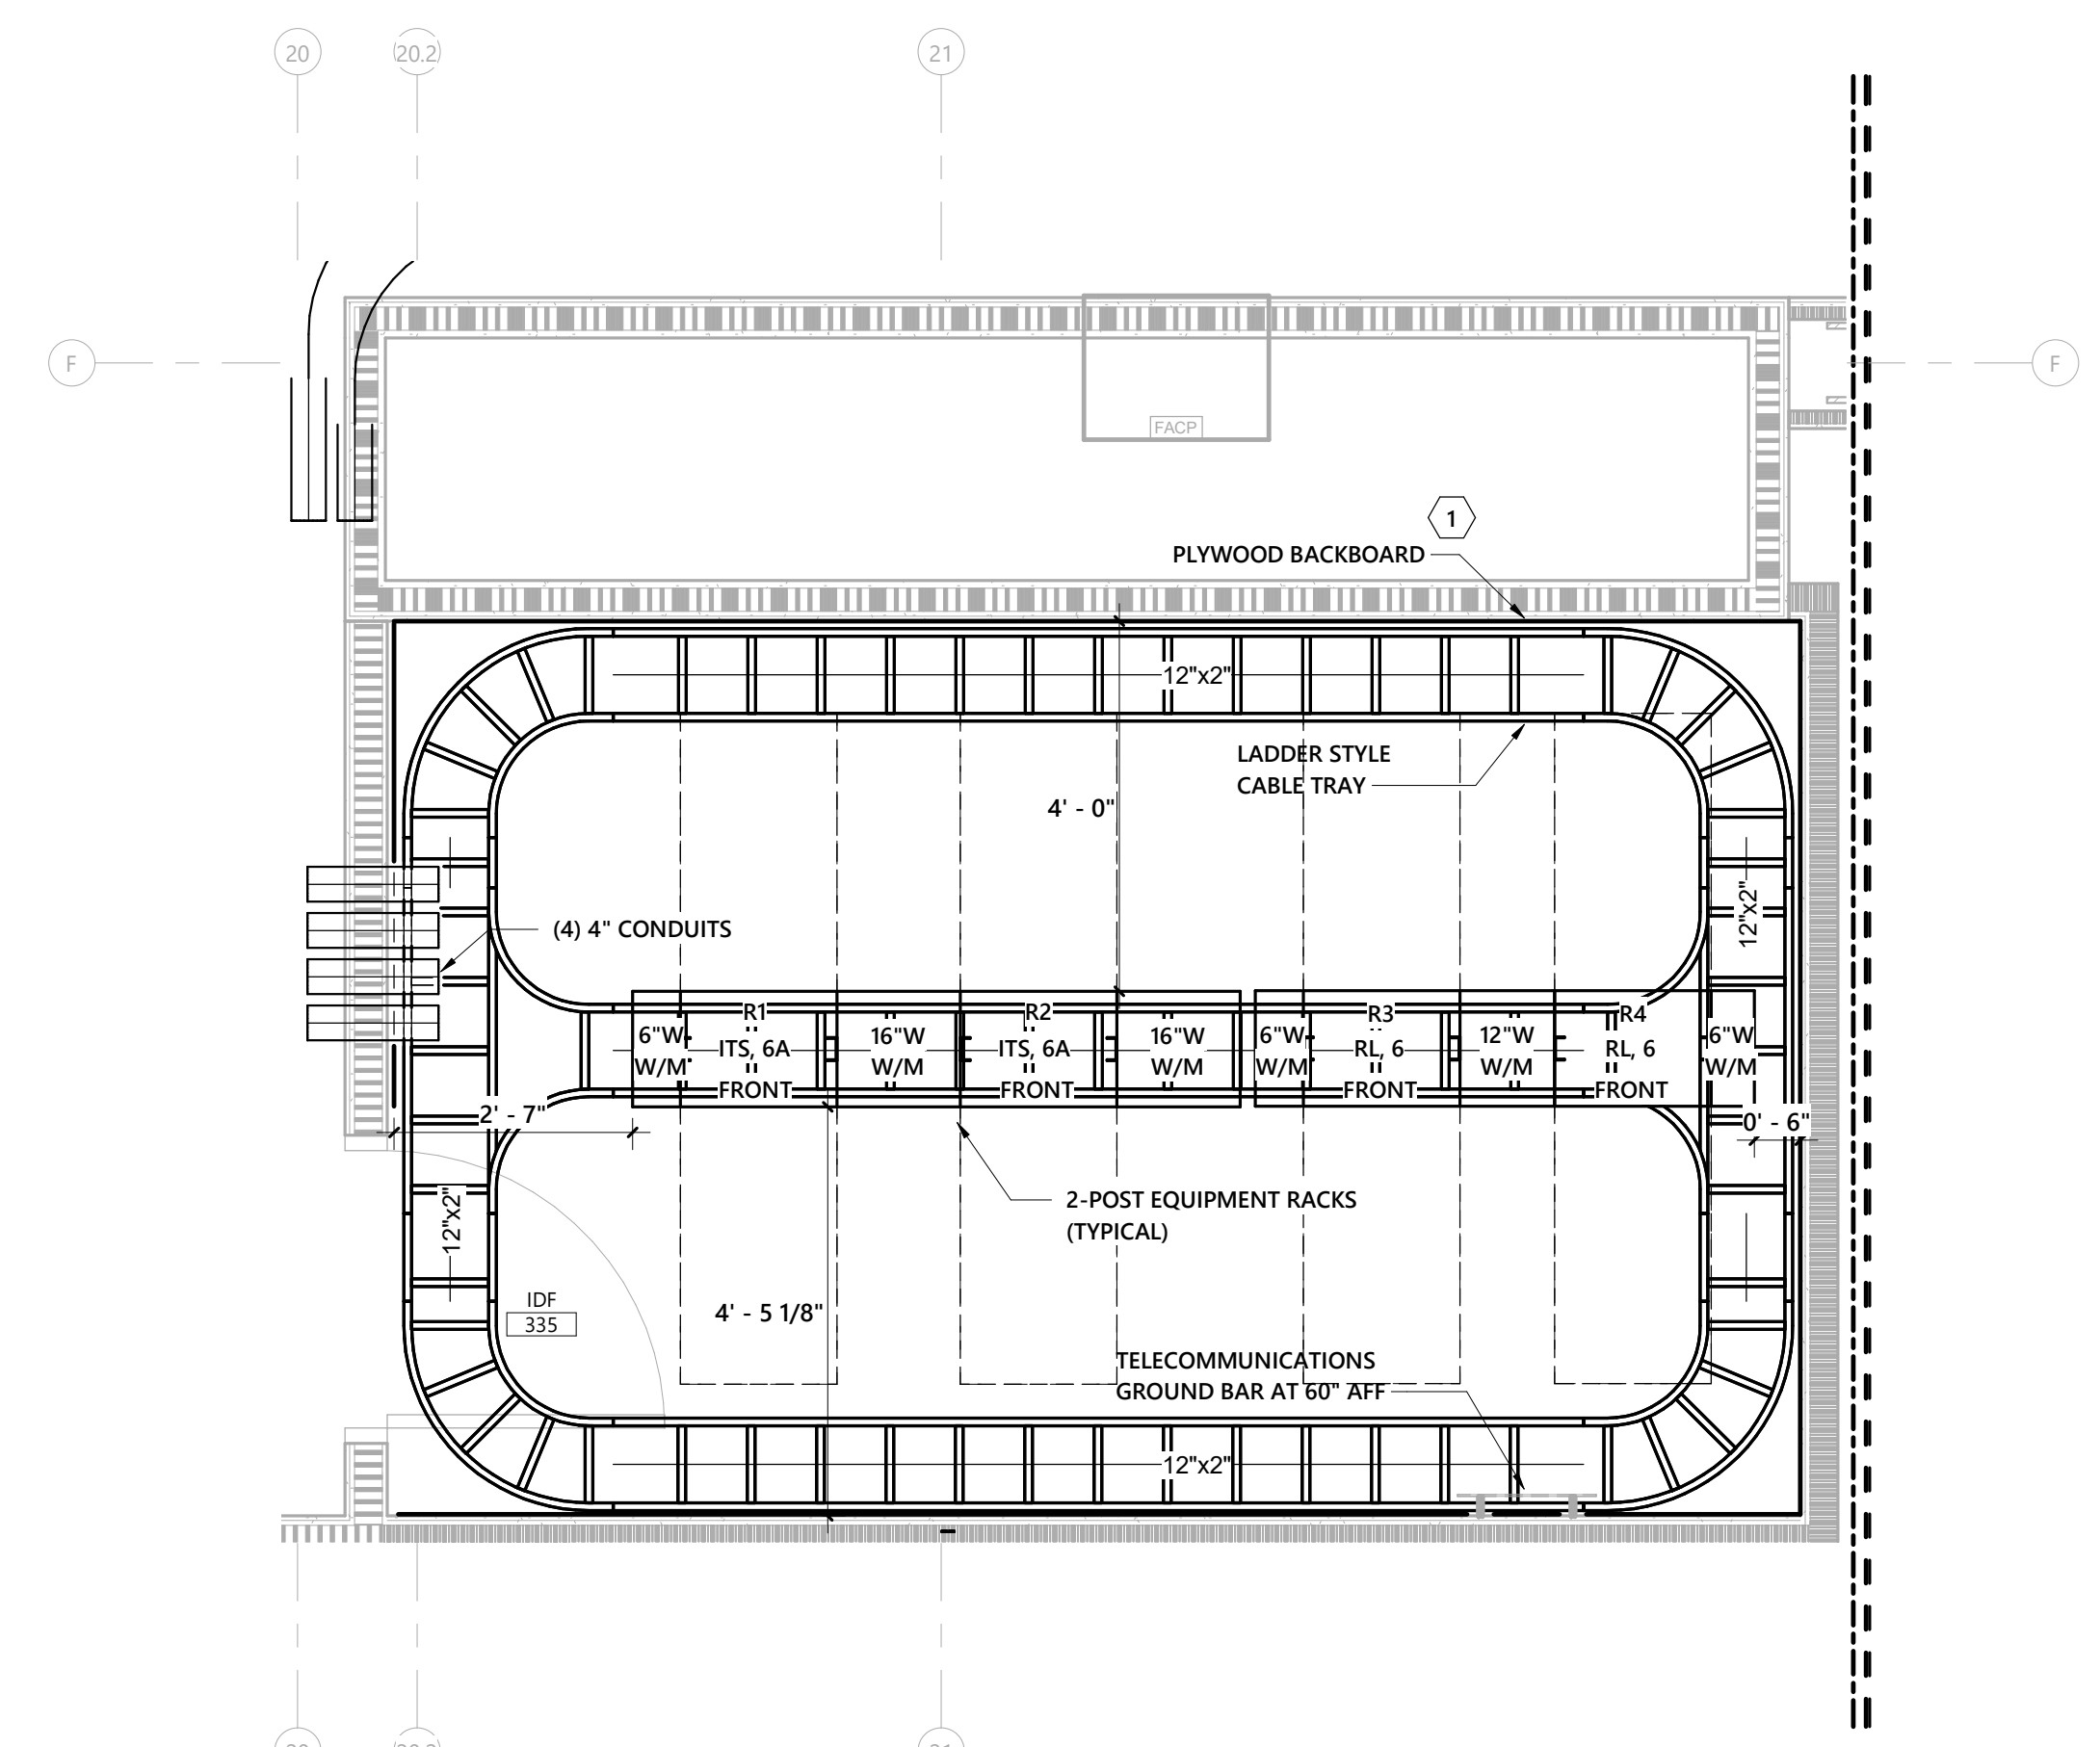 20
20.2
21
F
F
FACP
1
PLYWOOD BACKBOARD
12"x2"
LADDER STYLE
CABLE TRAY
4' - 0"
12"x2"
(4) 4" CONDUITS
R1
R2
R3
R4
6"W
W/M
ITS, 6A
FRONT
16"W
W/M
ITS, 6A
FRONT
16"W
W/M
6"W
W/M
RL, 6
FRONT
12"W
W/M
RL, 6
FRONT
6"W
W/M
2' - 7"
0' - 6"
2-POST EQUIPMENT RACKS
(TYPICAL)
12"x2"
IDF
335
4' - 5 1/8"
TELECOMMUNICATIONS
GROUND BAR AT 60" AFF
12"x2"